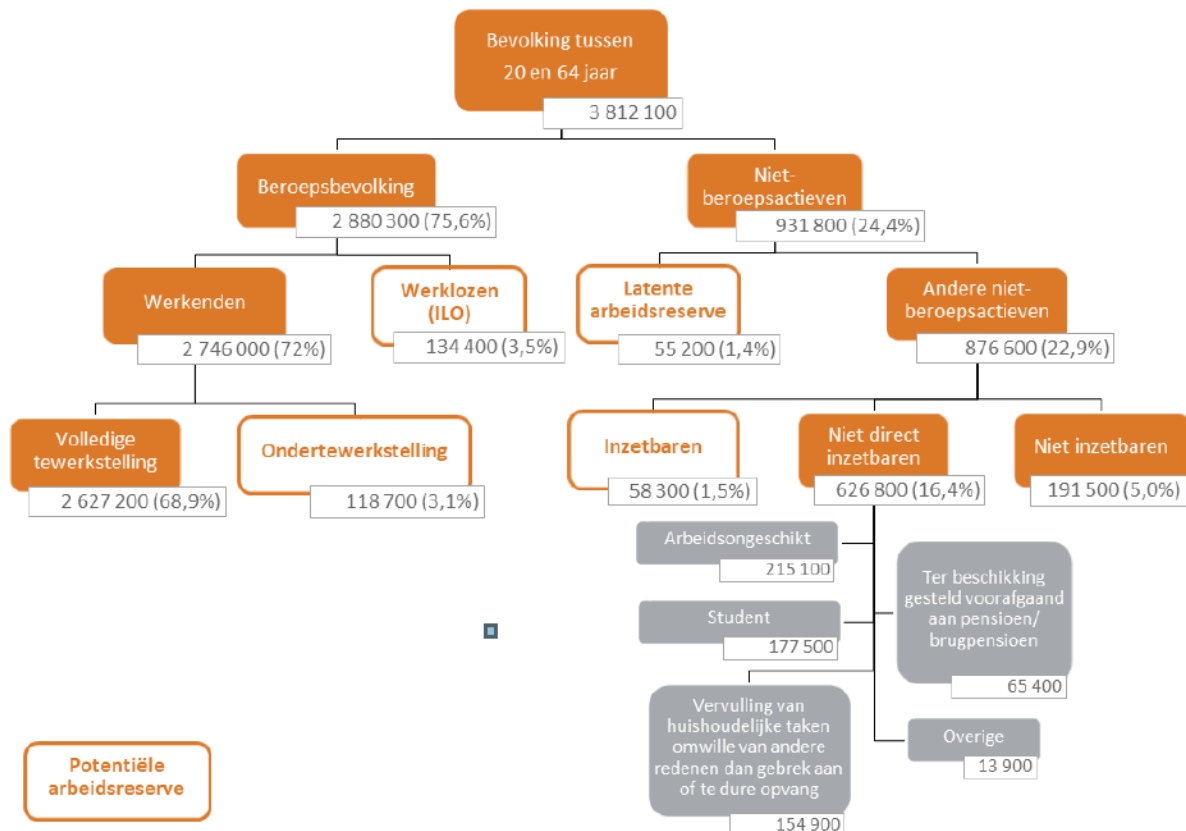 Bevolking tussen
20 en 64 jaar
3 812 100
Beroepsbevolking
2 880 300 (75,6%)
Niet-
beroepsactieven
931 800 (24,4%)
Werkenden
2 746 000 (72%)
Werklozen
(ILO)
134 400 (3,5%)
Latente
arbeidsreserve
55 200 (1,4%)
Andere niet-
beroepsactieven
876 600 (22,9%)
Volledige
tewerkstelling
2 627 200 (68,9%)
Ondertewerkstelling
118 700 (3,1%)
Inzetbaren
58 300 (1,5%)
Niet direct
inzetbaren
626 800 (16,4%)
Niet inzetbaren
191 500 (5,0%)
Arbeidsongeschikt
215 100
Ter beschikking
gesteld voorafgaand
aan pensioen/
brugpensioen
65 400
Student
177 500
Vervulling van
huishoudelijke taken
omwille van andere
redenen dan gebrek aan
of te dure opvang
154 900
Overige
13 900
Potentiële
arbeidsreserve